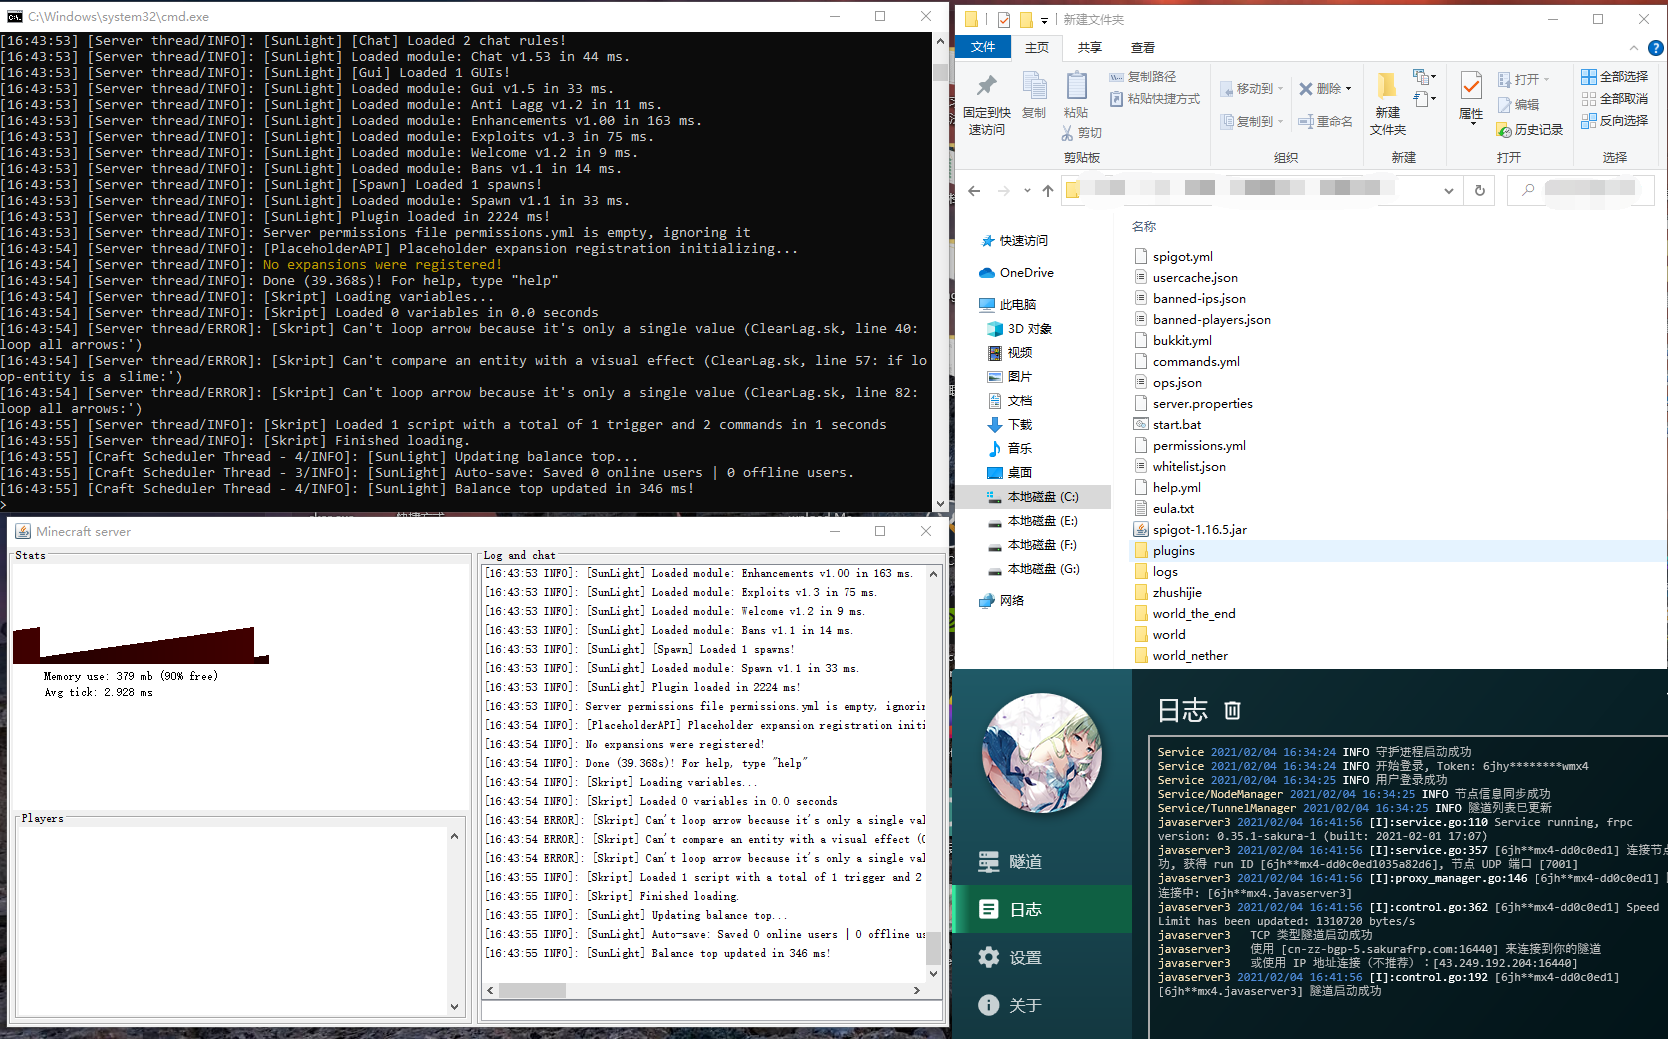 C:\Windows\system32\cmd.exe
[16:43:53] [Server thread/INFO]: [SunLight] [Chat] Loaded 2 chat rules!
[16:43:53] [Server thread/INFO]: [SunLight] Loaded module: Chat v1.53 in 44 ms.
[16:43:53] [Server thread/INFO]: [SunLight] [Gui] Loaded 1 GUIs!
[16:43:53] [Server thread/INFO]: [SunLight] Loaded module: Gui v1.5 in 33 ms.
[16:43:53] [Server thread/INFO]: [SunLight] Loaded module: Anti Lagg v1.2 in 11 ms.
[16:43:53] [Server thread/INFO]: [SunLight] Loaded module: Enhancements v1.00 in 163 ms.
[16:43:53] [Server thread/INFO]: [SunLight] Loaded module: Exploits v1.3 in 75 ms.
[16:43:53] [Server thread/INFO]: [SunLight] Loaded module: Welcome v1.2 in 9 ms.
[16:43:53] [Server thread/INFO]: [SunLight] Loaded module: Bans v1.1 in 14 ms.
[16:43:53] [Server thread/INFO]: [SunLight] [Spawn] Loaded 1 spawns!
[16:43:53] [Server thread/INFO]: [SunLight] Loaded module: Spawn v1.1 in 33 ms.
[16:43:53] [Server thread/INFO]: [SunLight] Plugin loaded in 2224 ms!
[16:43:53] [Server thread/INFO]: Server permissions file permissions.yml is empty, ignoring it
[16:43:54] [Server thread/INFO]: [PlaceholderAPI] Placeholder expansion registration initializing...
[16:43:54] [Server thread/INFO]: No expansions were registered!
[16:43:54] [Server thread/INFO]: Done (39.368s)! For help, type "help"
[16:43:54] [Server thread/INFO]: [Skript] Loading variables...
[16:43:54] [Server thread/INFO]: [Skript] Loaded 0 variables in 0.0 seconds
[16:43:54] [Server thread/ERROR]: [Skript] Can't loop arrow because it's only a single value (ClearLag.sk, line 40:
loop all arrows:')
[16:43:54] [Server thread/ERROR]: [Skript] Can't compare an entity with a visual effect (ClearLag.sk, line 57: if lo
op-entity is a slime:')
[16:43:54] [Server thread/ERROR]: [Skript] Can't loop arrow because it's only a single value (ClearLag.sk, line 82:
loop all arrows:')
[16:43:55] [Server thread/INFO]: [Skript] Loaded 1 script with a total of 1 trigger and 2 commands in 1 seconds
[16:43:55] [Server thread/INFO]: [Skript] Finished loading.
[16:43:55] [Craft Scheduler Thread - 4/INFO]: [SunLight] Updating balance top...
[16:43:55] [Craft Scheduler Thread - 3/INFO]: [SunLight] Auto-save: Saved 0 online users | 0 offline users.
[16:43:55] [Craft Scheduler Thread - 4/INFO]: [SunLight] Balance top updated in 346 ms!
>
新建文件夹
文件 主页 共享 查看
固定到快
速访问
复制
粘贴
复制路径
粘贴快捷方式
剪切
剪贴板
移动到
复制到
删除
重命名
组织
新建
文件夹
新建
属性
打开
编辑
历史记录
打开
全部选择
全部取消
反向选择
选择
快速访问
OneDrive
此电脑
3D 对象
视频
图片
文档
下载
音乐
桌面
本地磁盘 (C:)
本地磁盘 (E:)
本地磁盘 (F:)
本地磁盘 (G:)
网络
名称
spigot.yml
usercache.json
banned-ips.json
banned-players.json
bukkit.yml
commands.yml
ops.json
server.properties
start.bat
permissions.yml
whitelist.json
help.yml
eula.txt
spigot-1.16.5.jar
plugins
logs
zhushijie
world_the_end
world
world_nether
Minecraft server
Stats
Memory use: 379 mb (90% free)
Avg tick: 2.928 ms
Players
Log and chat
[16:43:53 INFO]: [SunLight] Loaded module: Enhancements v1.00 in 163 ms.
[16:43:53 INFO]: [SunLight] Loaded module: Exploits v1.3 in 75 ms.
[16:43:53 INFO]: [SunLight] Loaded module: Welcome v1.2 in 9 ms.
[16:43:53 INFO]: [SunLight] Loaded module: Bans v1.1 in 14 ms.
[16:43:53 INFO]: [SunLight] [Spawn] Loaded 1 spawns!
[16:43:53 INFO]: [SunLight] Loaded module: Spawn v1.1 in 33 ms.
[16:43:53 INFO]: [SunLight] Plugin loaded in 2224 ms!
[16:43:53 INFO]: Server permissions file permissions.yml is empty, ignorin
[16:43:54 INFO]: [PlaceholderAPI] Placeholder expansion registration initi
[16:43:54 INFO]: No expansions were registered!
[16:43:54 INFO]: Done (39.368s)! For help, type "help"
[16:43:54 INFO]: [Skript] Loading variables...
[16:43:54 INFO]: [Skript] Loaded 0 variables in 0.0 seconds
[16:43:54 ERROR]: [Skript] Can't loop arrow because it's only a single val
[16:43:54 ERROR]: [Skript] Can't compare an entity with a visual effect (C
[16:43:54 ERROR]: [Skript] Can't loop arrow because it's only a single val
[16:43:55 INFO]: [Skript] Loaded 1 script with a total of 1 trigger and 2
[16:43:55 INFO]: [Skript] Finished loading.
[16:43:55 INFO]: [SunLight] Updating balance top...
[16:43:55 INFO]: [SunLight] Auto-save: Saved 0 online users | 0 offline us
[16:43:55 INFO]: [SunLight] Balance top updated in 346 ms!
隧道
日志
设置
关于
日志
Service 2021/02/04 16:34:24 INFO 守护进程启动成功
Service 2021/02/04 16:34:24 INFO 开始登录, Token: 6jhy********wmx4
Service 2021/02/04 16:34:25 INFO 用户登录成功
Service/NodeManager 2021/02/04 16:34:25 INFO 节点信息同步成功
Service/TunnelManager 2021/02/04 16:34:25 INFO 隧道列表已更新
javaserver3 2021/02/04 16:41:56 [I]:service.go:110 Service running, frpc
version: 0.35.1-sakura-1 (built: 2021-02-01 17:07)
javaserver3 2021/02/04 16:41:56 [I]:service.go:357 [6jh**mx4-dd0c0ed1] 连接节点
功, 获得 run ID [6jh**mx4-dd0c0ed1035a82d6], 节点 UDP 端口 [7001]
javaserver3 2021/02/04 16:41:56 [I]:proxy_manager.go:146 [6jh**mx4-dd0c0ed1]
连接中: [6jh**mx4.javaserver3]
javaserver3 2021/02/04 16:41:56 [I]:control.go:362 [6jh**mx4-dd0c0ed1] Speed
Limit has been updated: 1310720 bytes/s
javaserver3 TCP 类型隧道启动成功
javaserver3 使用 [cn-zz-bgp-5.sakurafrp.com:16440] 来连接到你的隧道
javaserver3 或使用 IP 地址连接（不推荐）：[43.249.192.204:16440]
javaserver3 2021/02/04 16:41:56 [I]:control.go:192 [6jh**mx4-dd0c0ed1]
[6jh**mx4.javaserver3] 隧道启动成功